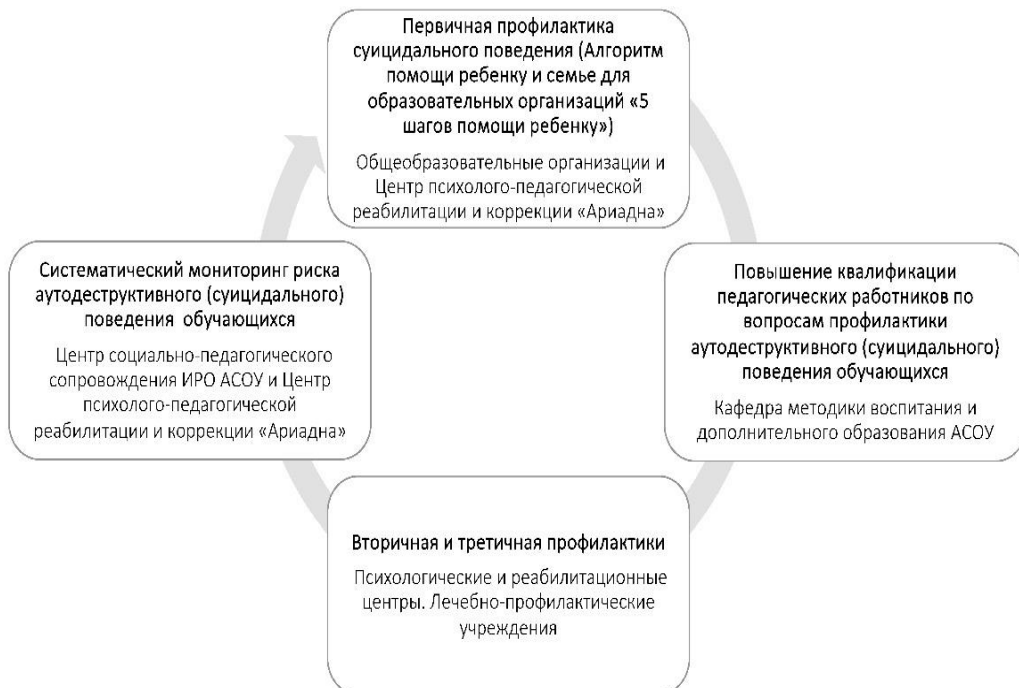 Первичная профилактика
суицидального поведения (Алгоритм
помощи ребенку и семье для
образовательных организаций «5
шагов помощи ребенку»)
Общеобразовательные организации и
Центр психолого-педагогической
реабилитации и коррекции «Ариадна»
Повышение квалификации
педагогических работников по
вопросам профилактики
аутодеструктивного (суицидального)
поведения обучающихся
Кафедра методики воспитания и
дополнительного образования АСОУ
Вторичная и третичная профилактики
Психологические и реабилитационные
центры. Лечебно-профилактические
учреждения
Систематический мониторинг риска
аутодеструктивного (суицидального)
поведения обучающихся
Центр социально-педагогического
сопровождения ИРО АСОУ и Центр
психолого-педагогической
реабилитации и коррекции «Ариадна»